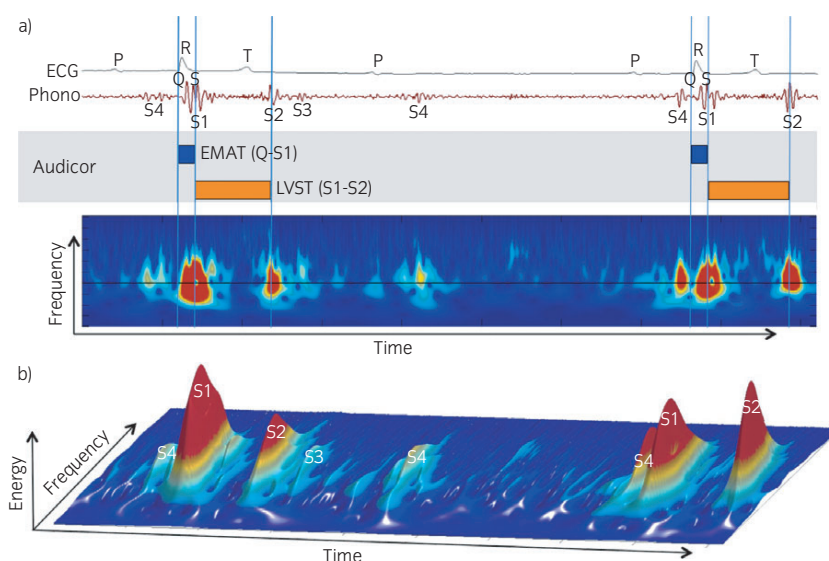 a)
R R
P T P P T
ECG Q S Q S
Phono
S4 S1 S2 S3 S4 S4 S1 S2
Audicor EMAT (Q-S1)
LVST (S1-S2)
Frequency
Time
b)
S1 S1 S2
S2
S4 S3 S4 S4
Frequency
Energy
Time